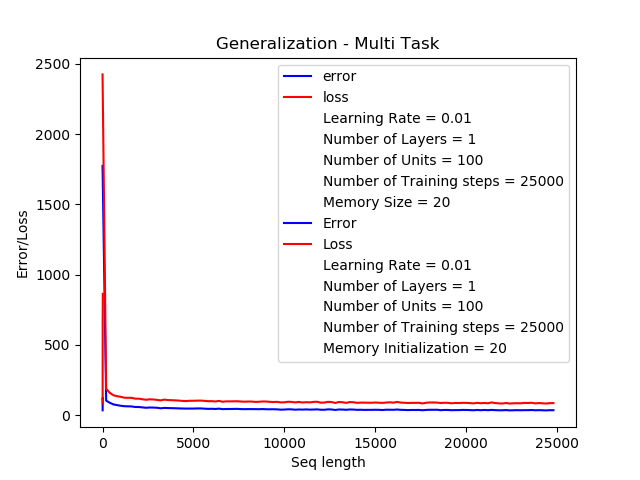 Generalization - Multi Task
error
loss
Learning Rate = 0.01
Number of Layers = 1
Number of Units = 100
Number of Training steps = 25000
Memory Size = 20
Error
Loss
Learning Rate = 0.01
Number of Layers = 1
Number of Units = 100
Number of Training steps = 25000
Memory Initialization = 20
Error/Loss
2500
2000
1500
1000
500
0
0 5000 10000 15000 20000 25000
Seq length